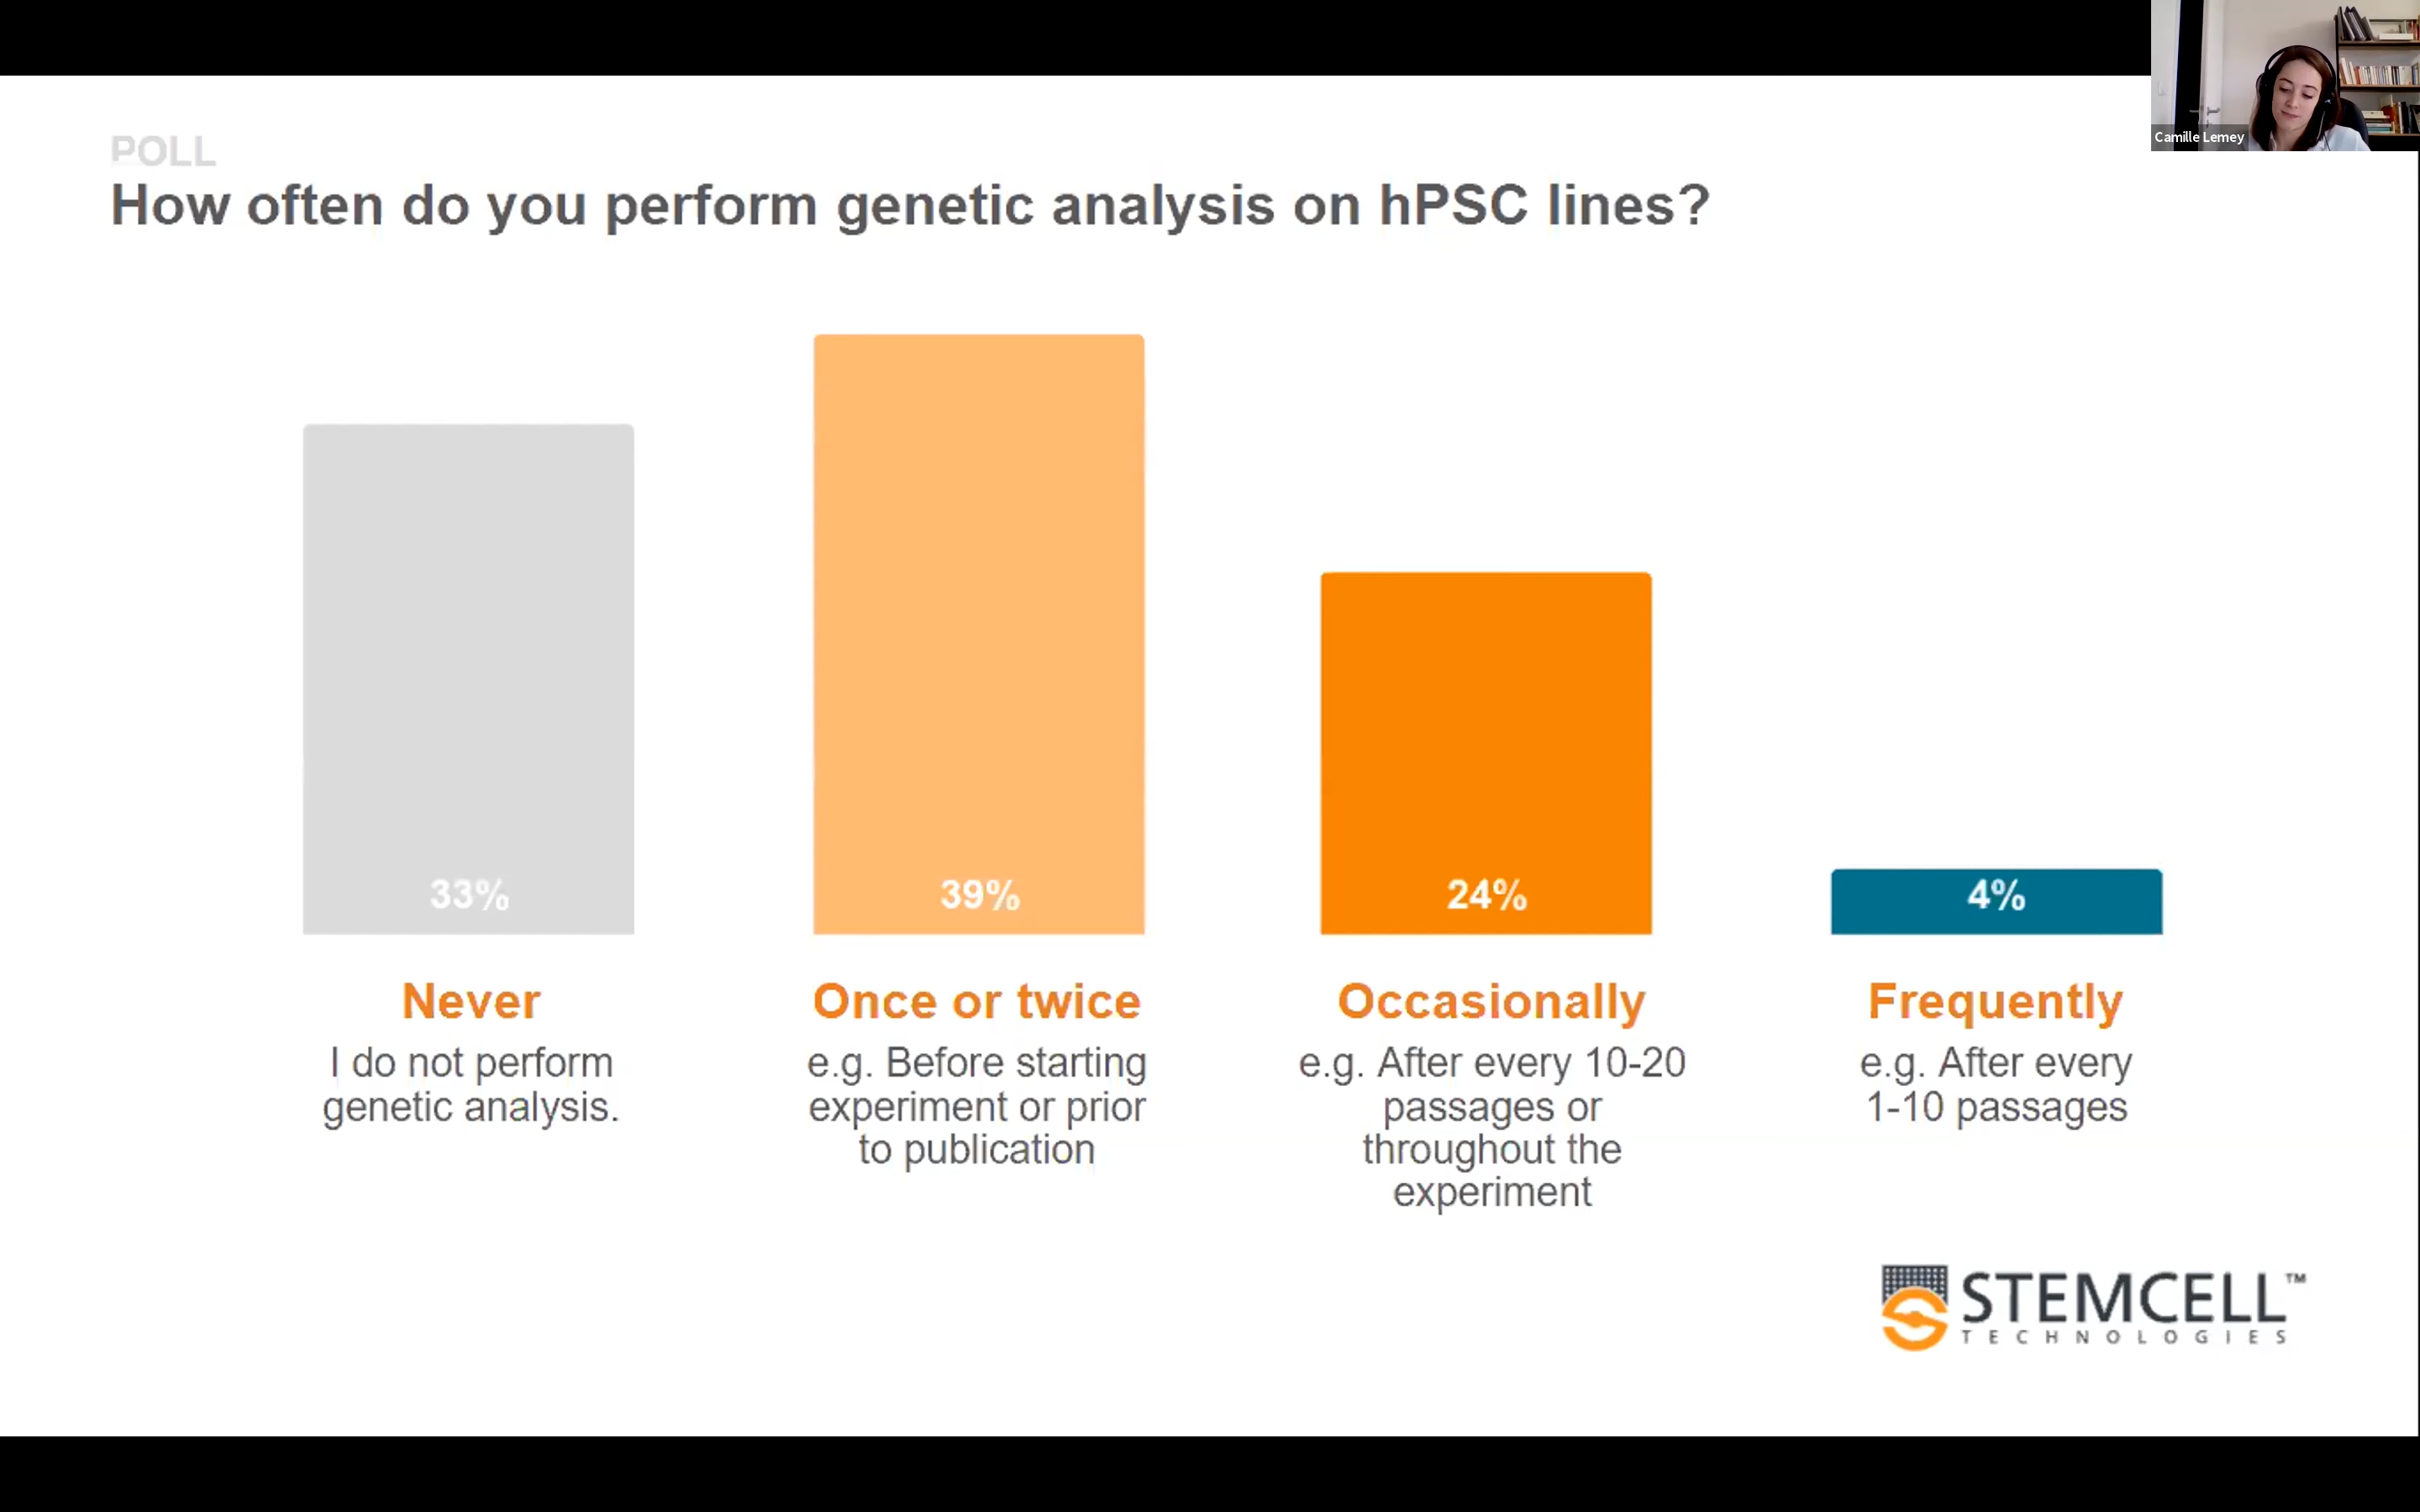 Camille Lemey
POLL
How often do you perform genetic analysis on hPSC lines?
33%
39%
24%
4%
Never
I do not perform
genetic analysis.
Once or twice
e.g. Before starting
experiment or prior
to publication
Occasionally
e.g. After every 10-20
passages or
throughout the
experiment
Frequently
e.g. After every
1-10 passages
STEMCELL™
TECHNOLOGIES